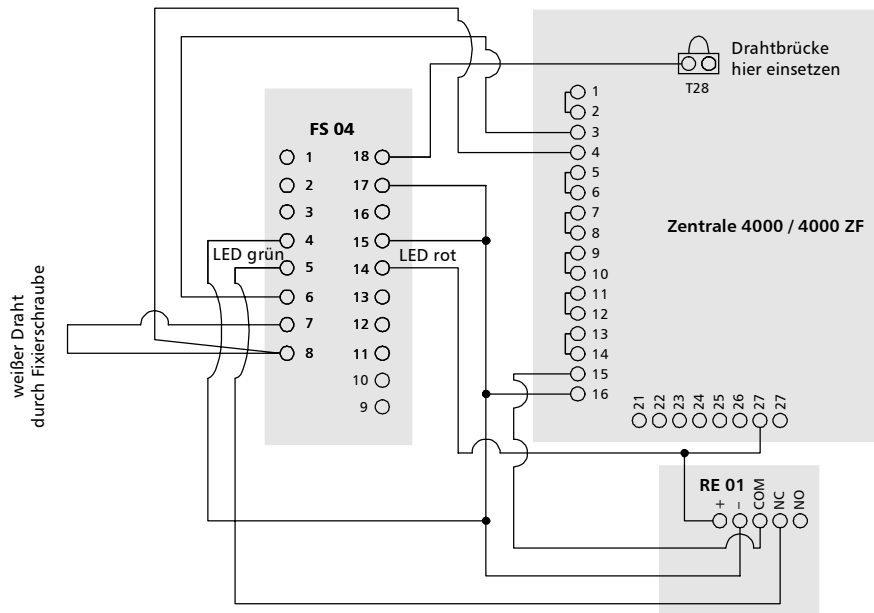 Drahtbrücke
hier einsetzen
T28
FS 04
1 18
2 17
3 16
4 15
LED grün LED rot
5 14
6 13
7 12
8 11
10
9
weißer Draht
durch Fixierschraube
1
2
3
4
5
6
7
8
9
10
11
12
13
14
15
16
Zentrale 4000 / 4000 ZF
21 22 23 24 25 26 27 27
RE 01
+ – COM NC NO